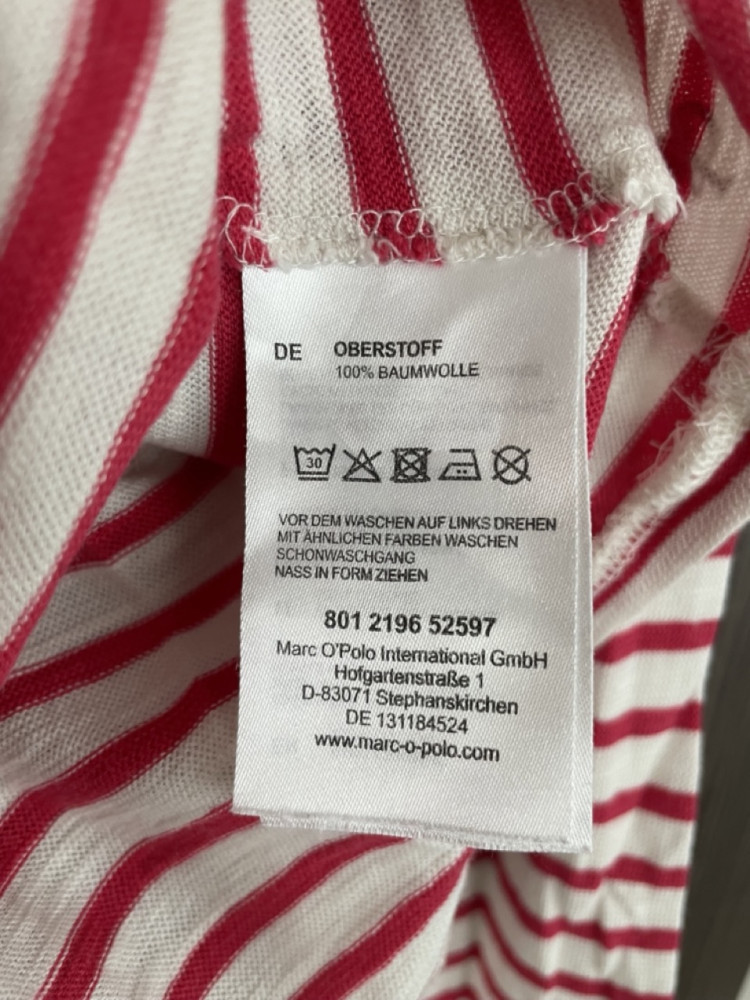 DE OBERSTOFF
100% BAUMWOLLE
30
VOR DEM WASCHEN AUF LINKS DREHEN
MIT ÄHNLICHEN FARBEN WASCHEN
SCHONWASCHGANG
NASS IN FORM ZIEHEN
801 2196 52597
Marc O'Polo International GmbH
Hofgartenstraße 1
D-83071 Stephanskirchen
DE 131184524
www.marc-o-polo.com